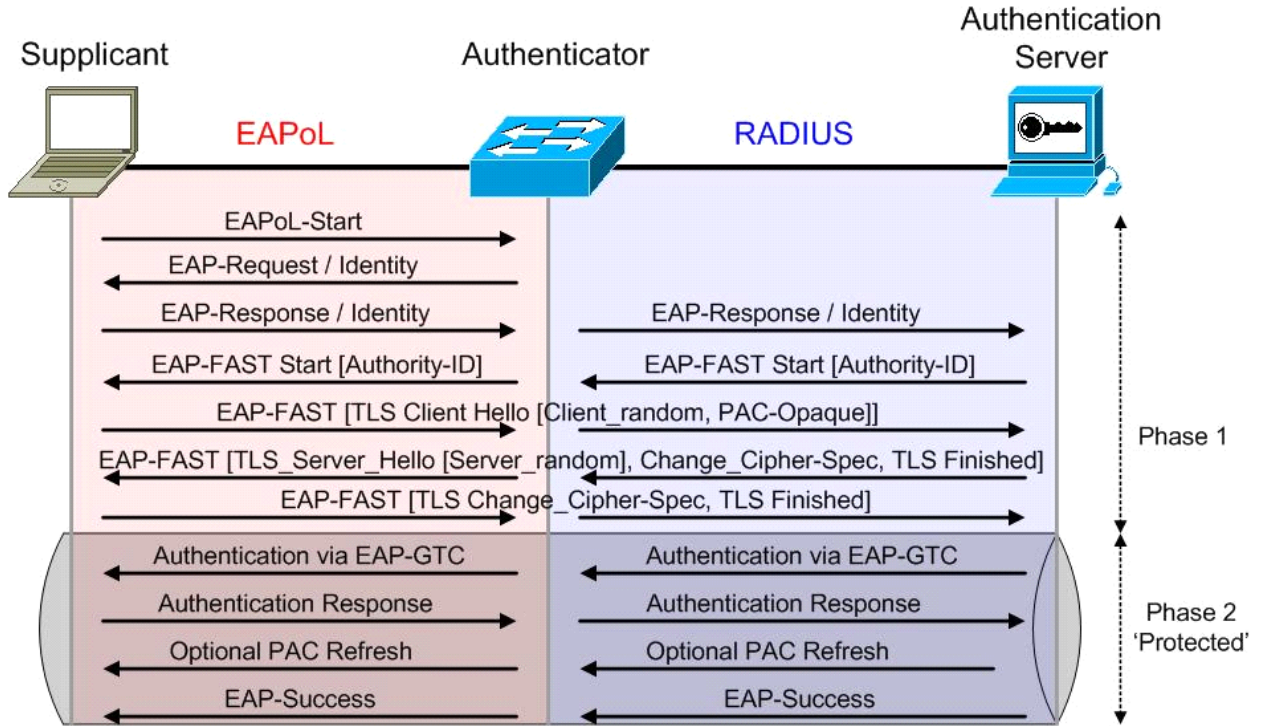 Supplicant
Authenticator
Authentication
Server
EAPoL
RADIUS
EAPoL-Start
EAP-Request / Identity
EAP-Response / Identity
EAP-Response / Identity
EAP-FAST Start [Authority-ID]
EAP-FAST Start [Authority-ID]
EAP-FAST [TLS Client Hello [Client_random, PAC-Opaque]]
EAP-FAST [TLS_Server_Hello [Server_random], Change_Cipher-Spec, TLS Finished]
EAP-FAST [TLS Change_Cipher-Spec, TLS Finished]
Phase 1
Authentication via EAP-GTC
Authentication via EAP-GTC
Authentication Response
Authentication Response
Optional PAC Refresh
Optional PAC Refresh
EAP-Success
EAP-Success
Phase 2
‘Protected’